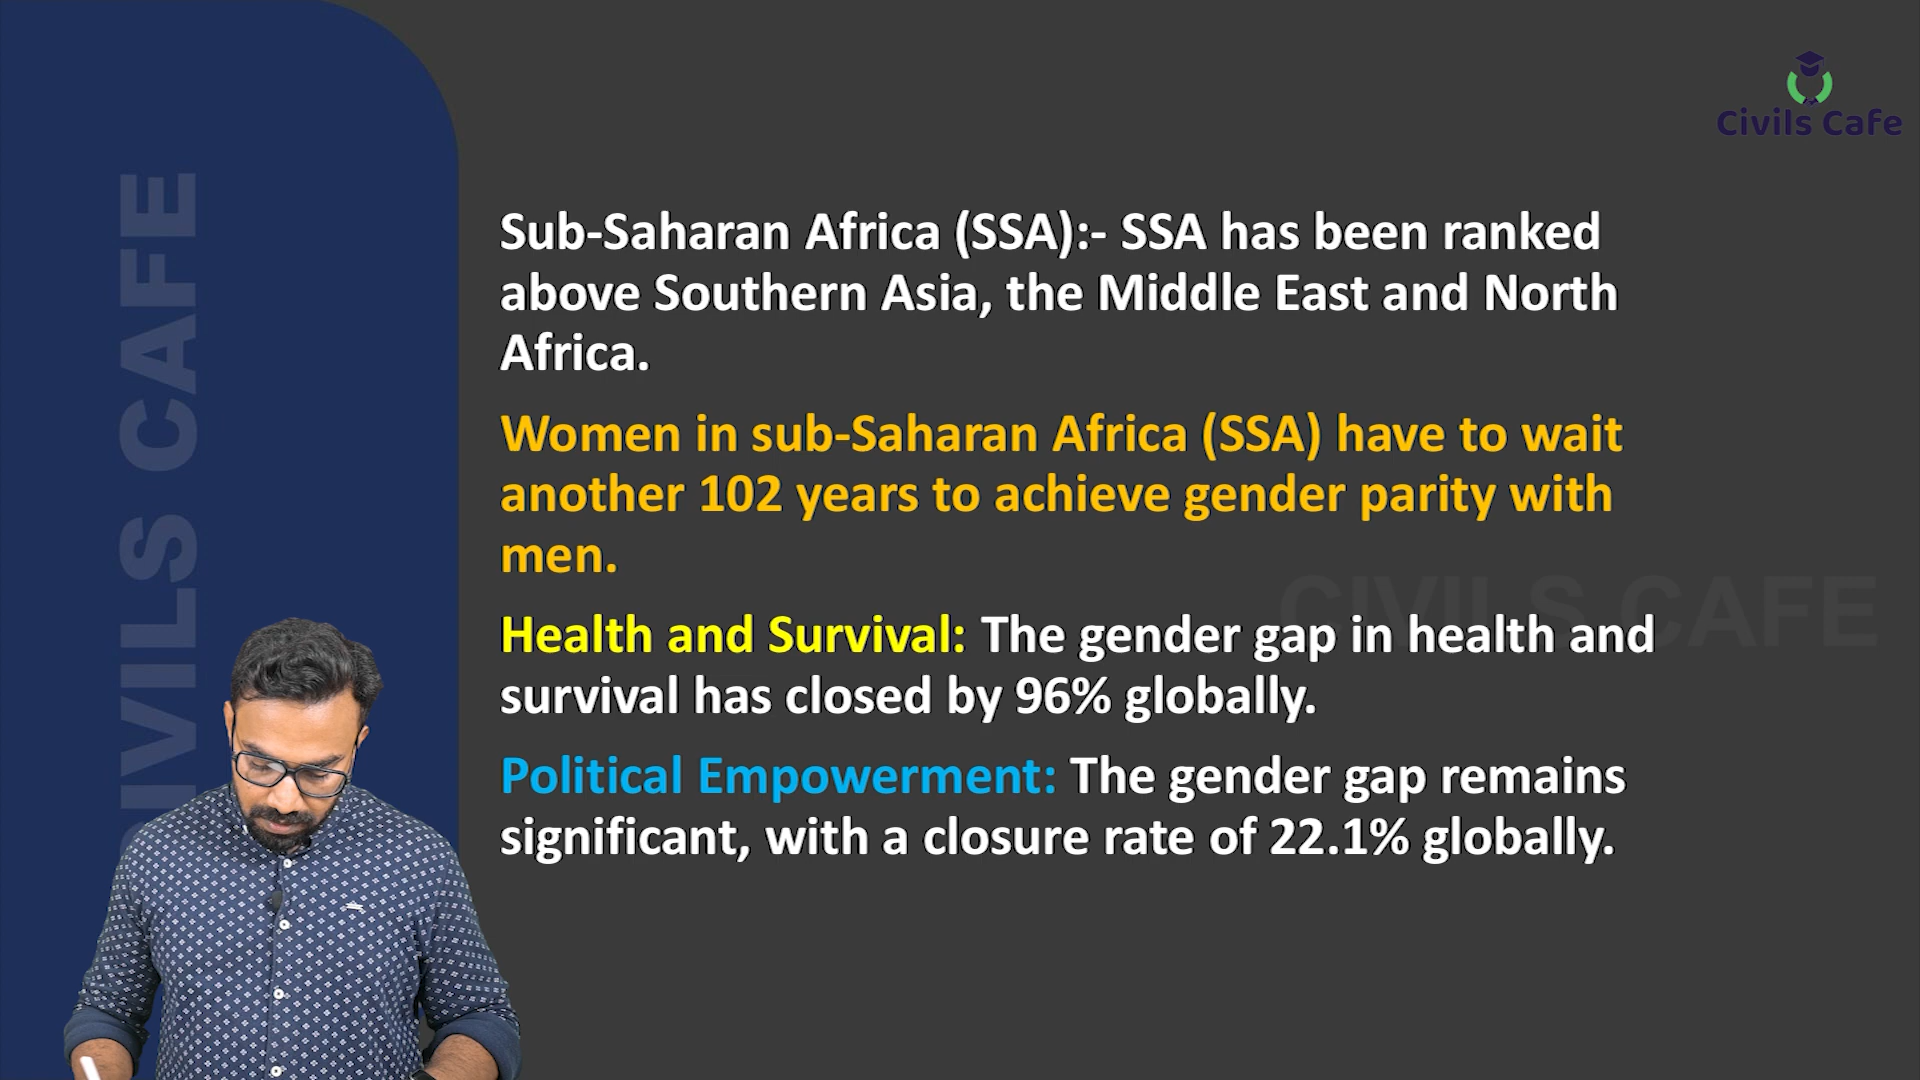 Civils Cafe
CIVILS CAFE
Sub-Saharan Africa (SSA):- SSA has been ranked
above Southern Asia, the Middle East and North
Africa.
Women in sub-Saharan Africa (SSA) have to wait
another 102 years to achieve gender parity with
men.
Health and Survival: The gender gap in health and
survival has closed by 96% globally.
Political Empowerment: The gender gap remains
significant, with a closure rate of 22.1% globally.
CIVILS CAFE